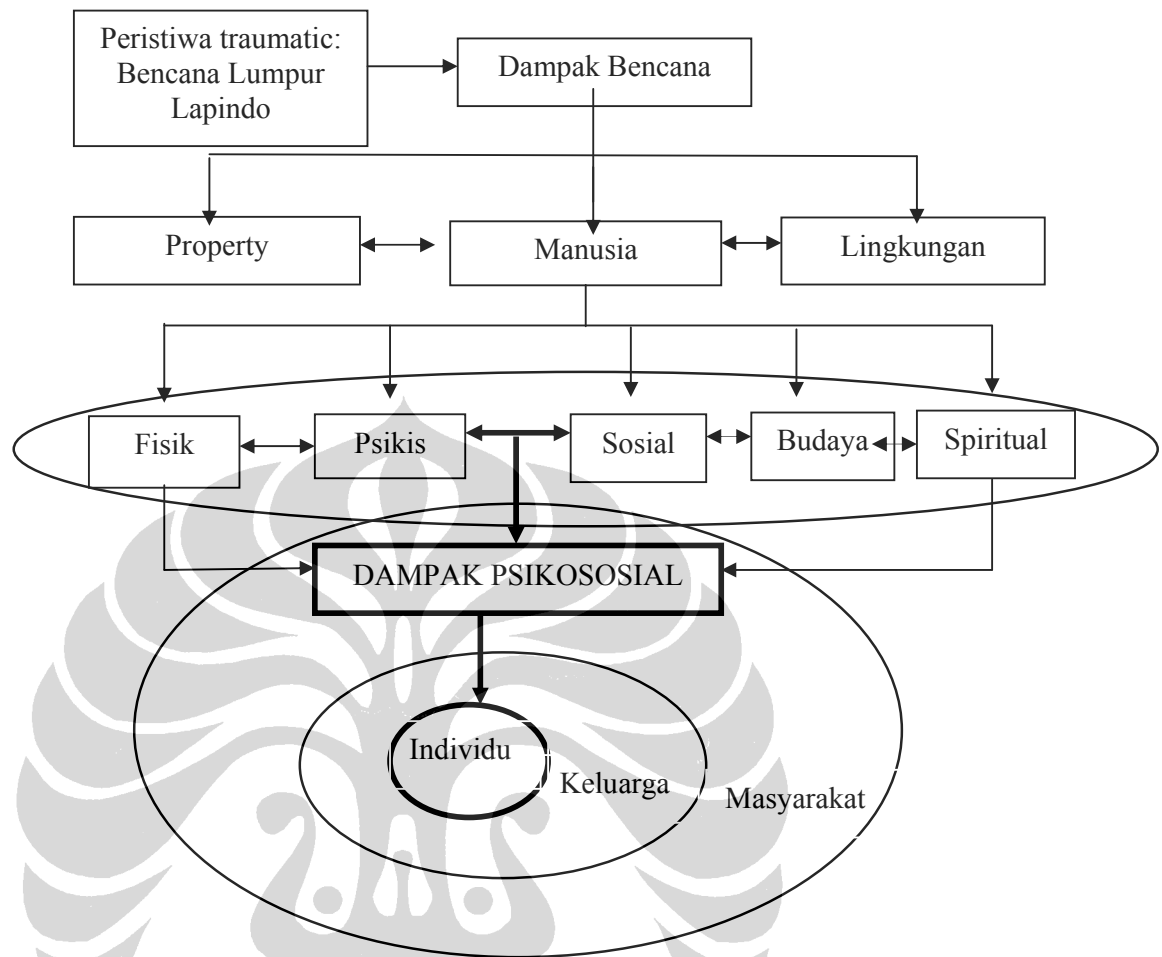 Peristiwa traumatic:
Bencana Lumpur
Lapindo
Dampak Bencana
Property
Manusia
Lingkungan
Fisik
Psikis
Sosial
Budaya
Spiritual
DAMPAK PSIKOSOSIAL
Individu
Keluarga
Masyarakat